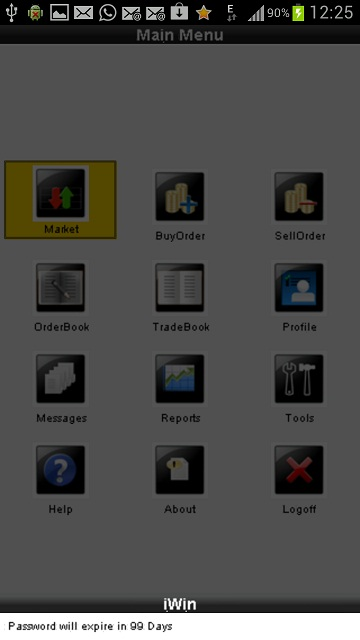 E 90% 12:25
Main Menu
Market BuyOrder SellOrder
OrderBook TradeBook Profile
Messages Reports Tools
Help About Logoff
iWin
Password will expire in 99 Days